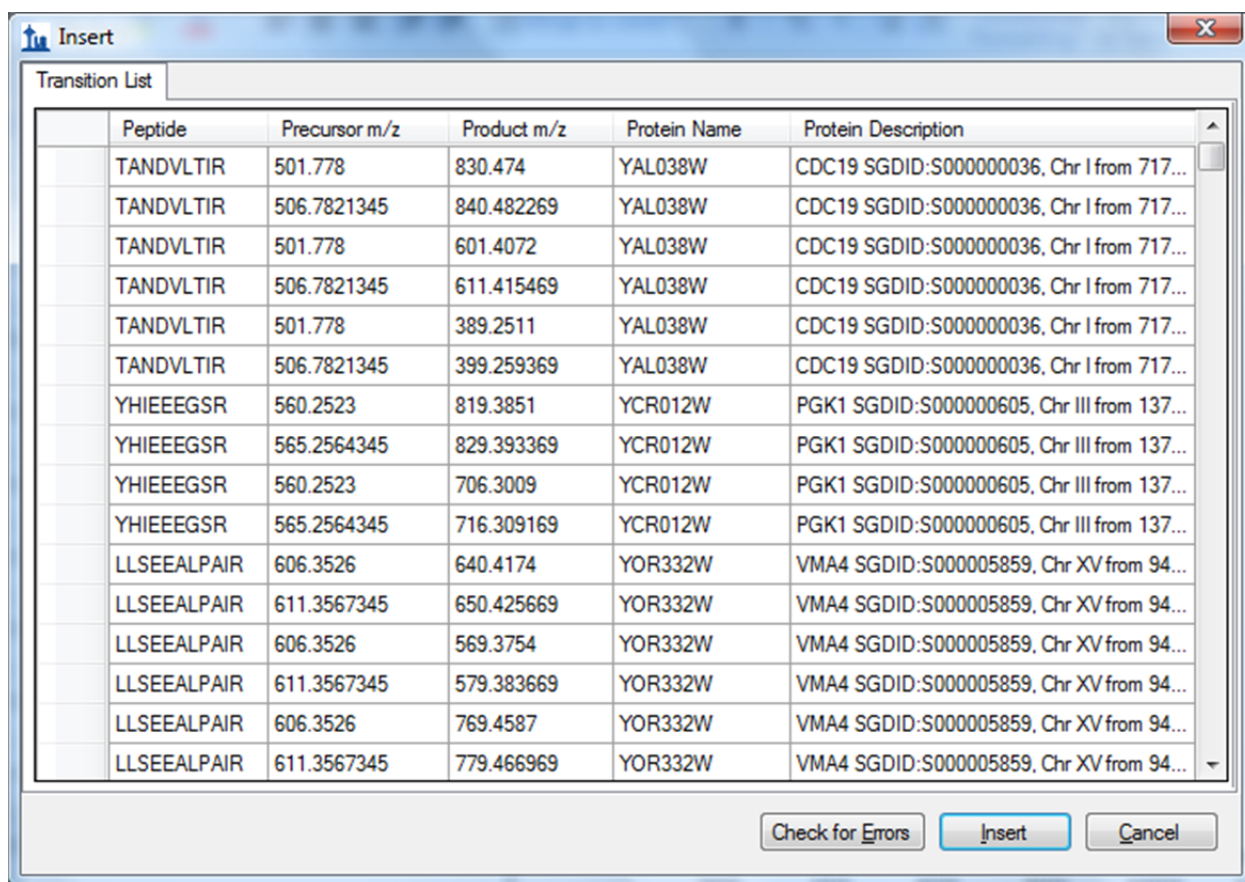 Insert
Transition List
Peptide Precursor m/z Product m/z Protein Name Protein Description
TANDVLTIR 501.778 830.474 YAL038W CDC19 SGDID:S000000036, Chr I from 717...
TANDVLTIR 506.7821345 840.482269 YAL038W CDC19 SGDID:S000000036, Chr I from 717...
TANDVLTIR 501.778 601.4072 YAL038W CDC19 SGDID:S000000036, Chr I from 717...
TANDVLTIR 506.7821345 611.415469 YAL038W CDC19 SGDID:S000000036, Chr I from 717...
TANDVLTIR 501.778 389.2511 YAL038W CDC19 SGDID:S000000036, Chr I from 717...
TANDVLTIR 506.7821345 399.259369 YAL038W CDC19 SGDID:S000000036, Chr I from 717...
YHIEEEGSR 560.2523 819.3851 YCR012W PGK1 SGDID:S000000605, Chr III from 137...
YHIEEEGSR 565.2564345 829.393369 YCR012W PGK1 SGDID:S000000605, Chr III from 137...
YHIEEEGSR 560.2523 706.3009 YCR012W PGK1 SGDID:S000000605, Chr III from 137...
YHIEEEGSR 565.2564345 716.309169 YCR012W PGK1 SGDID:S000000605, Chr III from 137...
LLSEEALPAIR 606.3526 640.4174 YOR332W VMA4 SGDID:S000005859, Chr XV from 94...
LLSEEALPAIR 611.3567345 650.425669 YOR332W VMA4 SGDID:S000005859, Chr XV from 94...
LLSEEALPAIR 606.3526 569.3754 YOR332W VMA4 SGDID:S000005859, Chr XV from 94...
LLSEEALPAIR 611.3567345 579.383669 YOR332W VMA4 SGDID:S000005859, Chr XV from 94...
LLSEEALPAIR 606.3526 769.4587 YOR332W VMA4 SGDID:S000005859, Chr XV from 94...
LLSEEALPAIR 611.3567345 779.466969 YOR332W VMA4 SGDID:S000005859, Chr XV from 94...
Check for Errors Insert Cancel